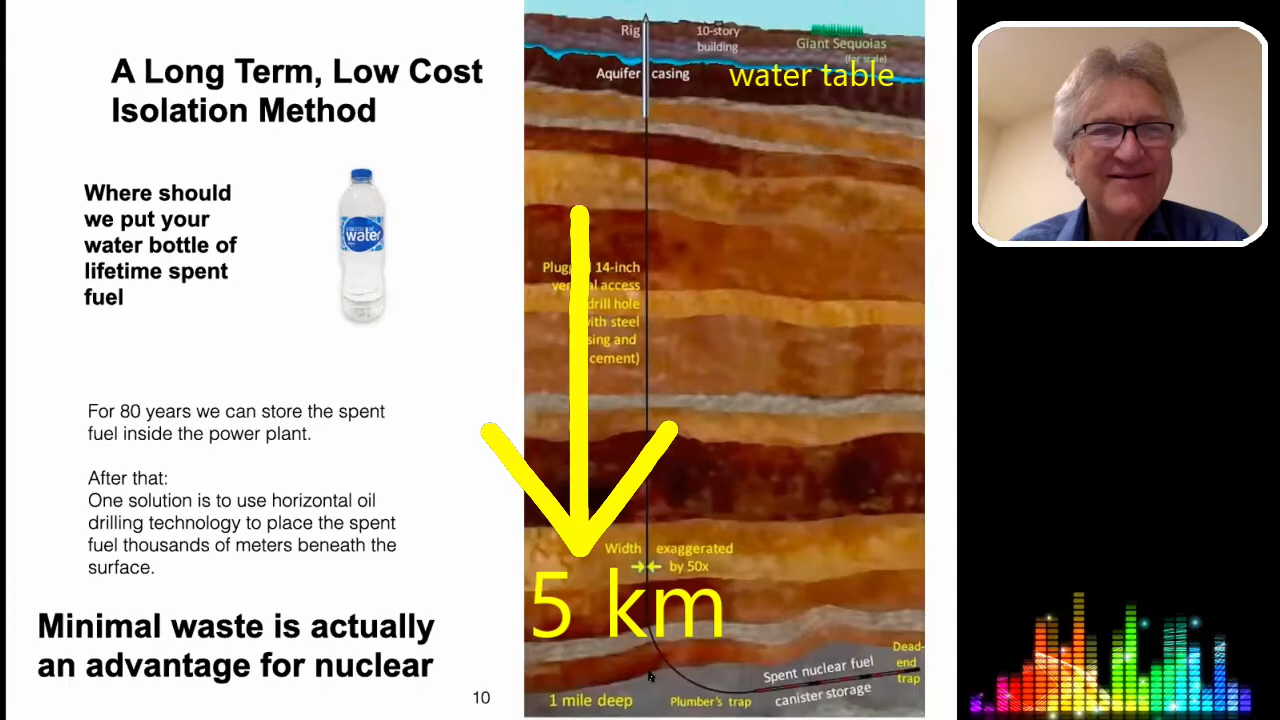 A Long Term, Low Cost
Isolation Method
Where should
we put your
water bottle of
lifetime spent
fuel
water
For 80 years we can store the spent
fuel inside the power plant.
After that:
One solution is to use horizontal oil
drilling technology to place the spent
fuel thousands of meters beneath the
surface.
Minimal waste is actually
an advantage for nuclear
10
Rig
10-story
building
Giant Sequoias
(for scale)
Aquifer casing
water table
14-inch
access
drill hole
with steel
and
cement)
Width exaggerated
by 50x
5 km
Dead-
end
trap
Spent nuclear fuel
canister storage
1 mile deep
Plumber's trap